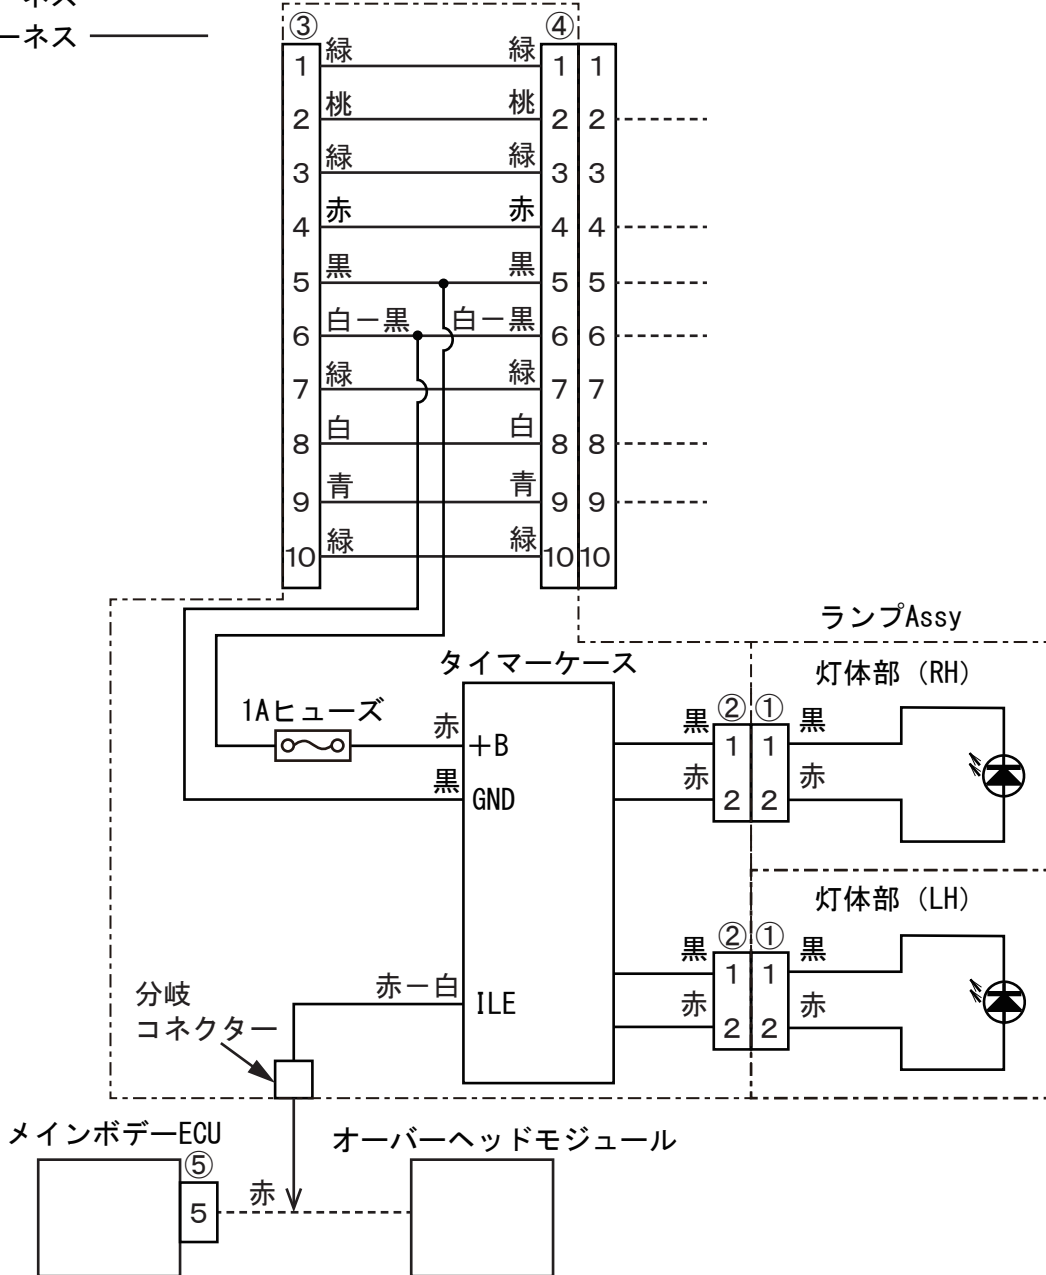 ーネス
ーネス
③ ④
1 緑 緑 1 1
2 桃 桃 2 2
3 緑 緑 3 3
4 赤 赤 4 4
5 黒 黒 5 5
6 白－黒 白－黒 6 6
7 緑 緑 7 7
8 白 白 8 8
9 青 青 9 9
10 緑 緑 10 10
ランプAssy
タイマーケース
灯体部（RH）
1Aヒューズ
赤 ＋B
黒 GND
黒 ② ① 黒
1 1
赤 赤
2 2
灯体部（LH）
黒 ② ① 黒
1 1
赤 赤
2 2
赤－白 ILE
分岐
コネクター
メインボデーECU
オーバーヘッドモジュール
⑤
5 赤